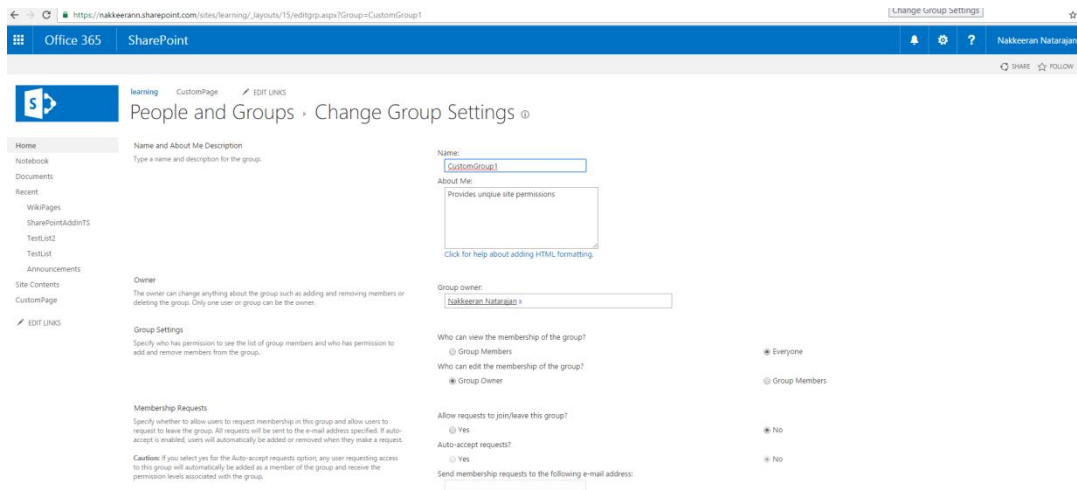 https://nakkeerann.sharepoint.com/sites/learning/_layouts/15/editgrp.aspx?Group=CustomGroup1
Change Group Settings
Office 365 SharePoint
? Nakkeeran Natarajan
SHARE FOLLOW
S
learning CustomPage EDIT LINKS
People and Groups › Change Group Settings
Home
Notebook
Documents
Recent
WikiPages
SharePointAddInTS
TestList2
TestList
Announcements
Site Contents
CustomPage
EDIT LINKS
Name and About Me Description
Type a name and description for the group.
Name:
CustomGroup1
About Me:
Provides unqiue site permissions
Click for help about adding HTML formatting.
Owner
The owner can change anything about the group such as adding and removing members or
deleting the group. Only one user or group can be the owner.
Group owner:
Nakkeeran Natarajan x
Group Settings
Specify who has permission to see the list of group members and who has permission to
add and remove members from the group.
Who can view the membership of the group?
Group Members Everyone
Who can edit the membership of the group?
Group Owner Group Members
Membership Requests
Specify whether to allow users to request membership in this group and allow users to
request to leave the group. All requests will be sent to the e-mail address specified. If auto-
accept is enabled, users will automatically be added or removed when they make a request.
Caution: If you select yes for the Auto-accept requests option, any user requesting access
to this group will automatically be added as a member of the group and receive the
permission levels associated with the group.
Allow requests to join/leave this group?
Yes No
Auto-accept requests?
Yes No
Send membership requests to the following e-mail address: